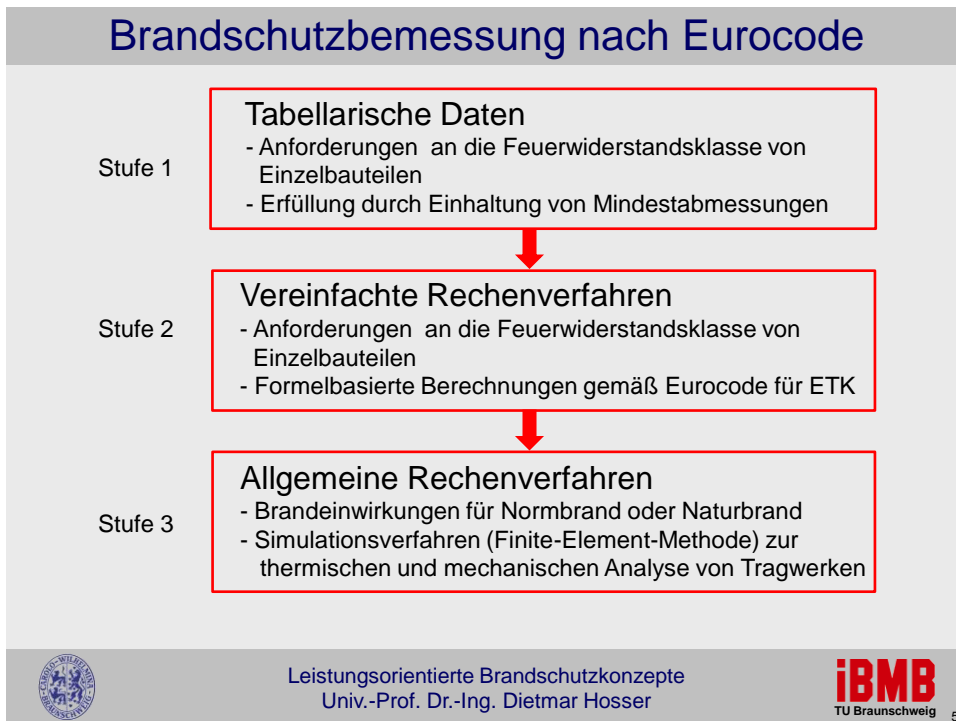 Brandschutzbemessung nach Eurocode
Stufe 1
Tabellarische Daten
- Anforderungen an die Feuerwiderstandsklasse von
Einzelbauteilen
- Erfüllung durch Einhaltung von Mindestabmessungen
Stufe 2
Vereinfachte Rechenverfahren
- Anforderungen an die Feuerwiderstandsklasse von
Einzelbauteilen
- Formelbasierte Berechnungen gemäß Eurocode für ETK
Stufe 3
Allgemeine Rechenverfahren
- Brandeinwirkungen für Normbrand oder Naturbrand
- Simulationsverfahren (Finite-Element-Methode) zur
thermischen und mechanischen Analyse von Tragwerken
CAROLO-WILHELMINA
BRAUNSCHWEIG
Leistungsorientierte Brandschutzkonzepte
Univ.-Prof. Dr.-Ing. Dietmar Hosser
iBMB
TU Braunschweig
5